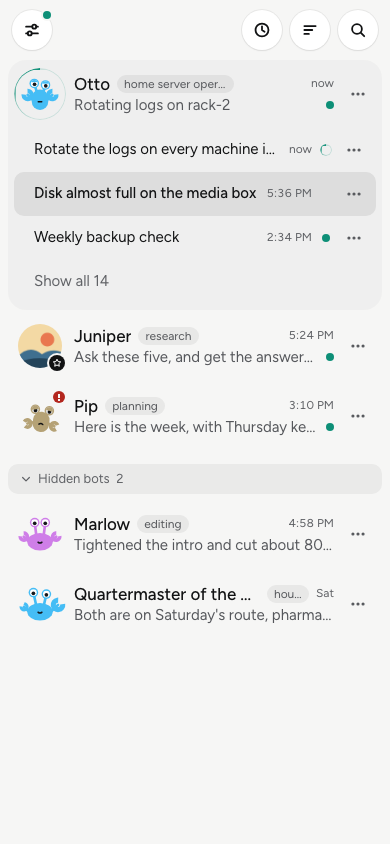 Otto home server oper... now
Rotating logs on rack-2
Rotate the logs on every machine i... now
Disk almost full on the media box 5:36 PM
Weekly backup check 2:34 PM
Show all 14
Juniper research 5:24 PM
Ask these five, and get the answer...
Pip planning 3:10 PM
Here is the week, with Thursday ke...
Hidden bots 2
Marlow editing 4:58 PM
Tightened the intro and cut about 80...
Quartermaster of the ... hou... Sat
Both are on Saturday's route, pharma...